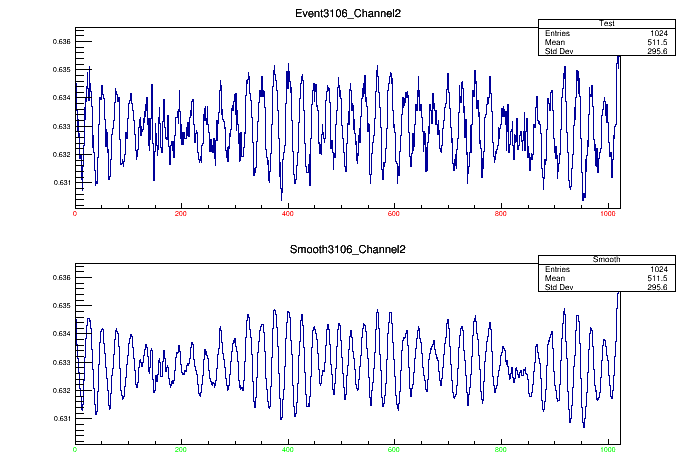 Event3106_Channel2
Test
Entries 1024
Mean 511.5
Std Dev 295.6
0.636
0.635
0.634
0.633
0.632
0.631
0 200 400 600 800 1000
Smooth3106_Channel2
Smooth
Entries 1024
Mean 511.5
Std Dev 295.6
0.636
0.635
0.634
0.633
0.632
0.631
0 200 400 600 800 1000